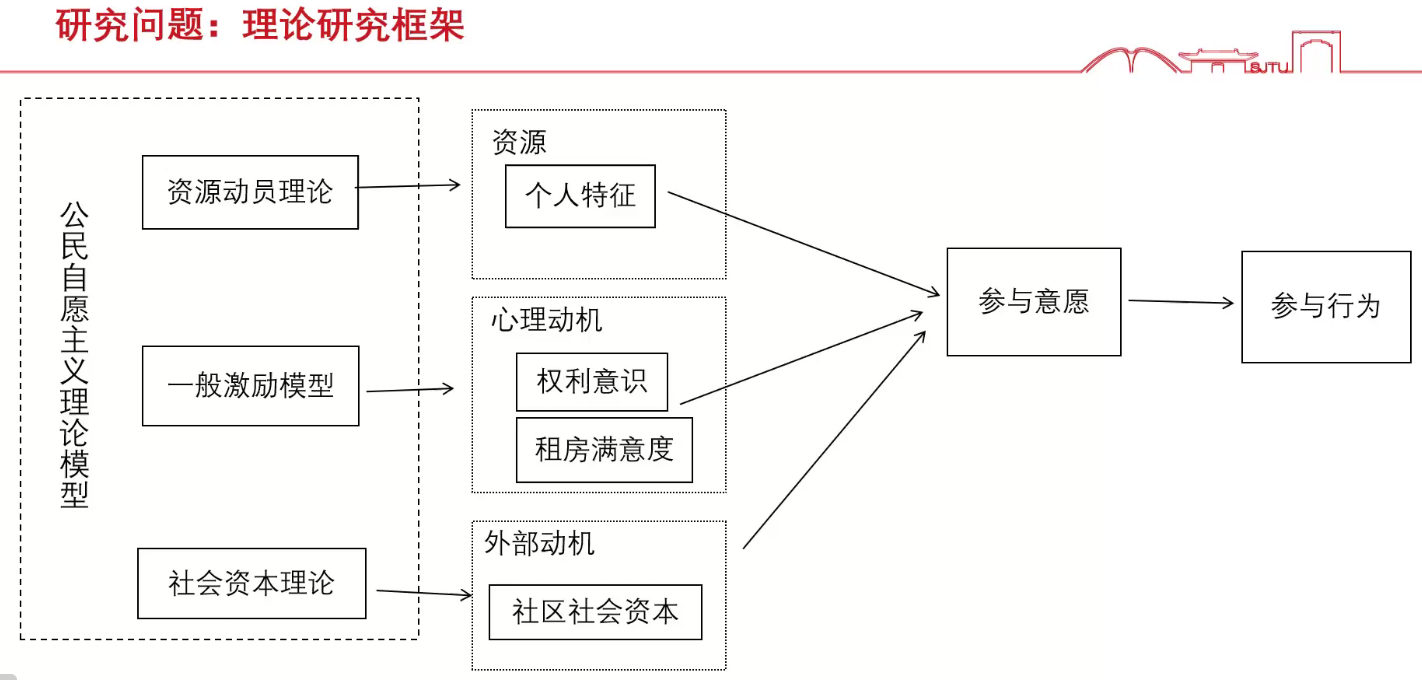 研究问题：理论研究框架
SJTU
公民自愿主义理论模型
资源动员理论
一般激励模型
社会资本理论
资源
个人特征
心理动机
权利意识
租房满意度
外部动机
社区社会资本
参与意愿
参与行为